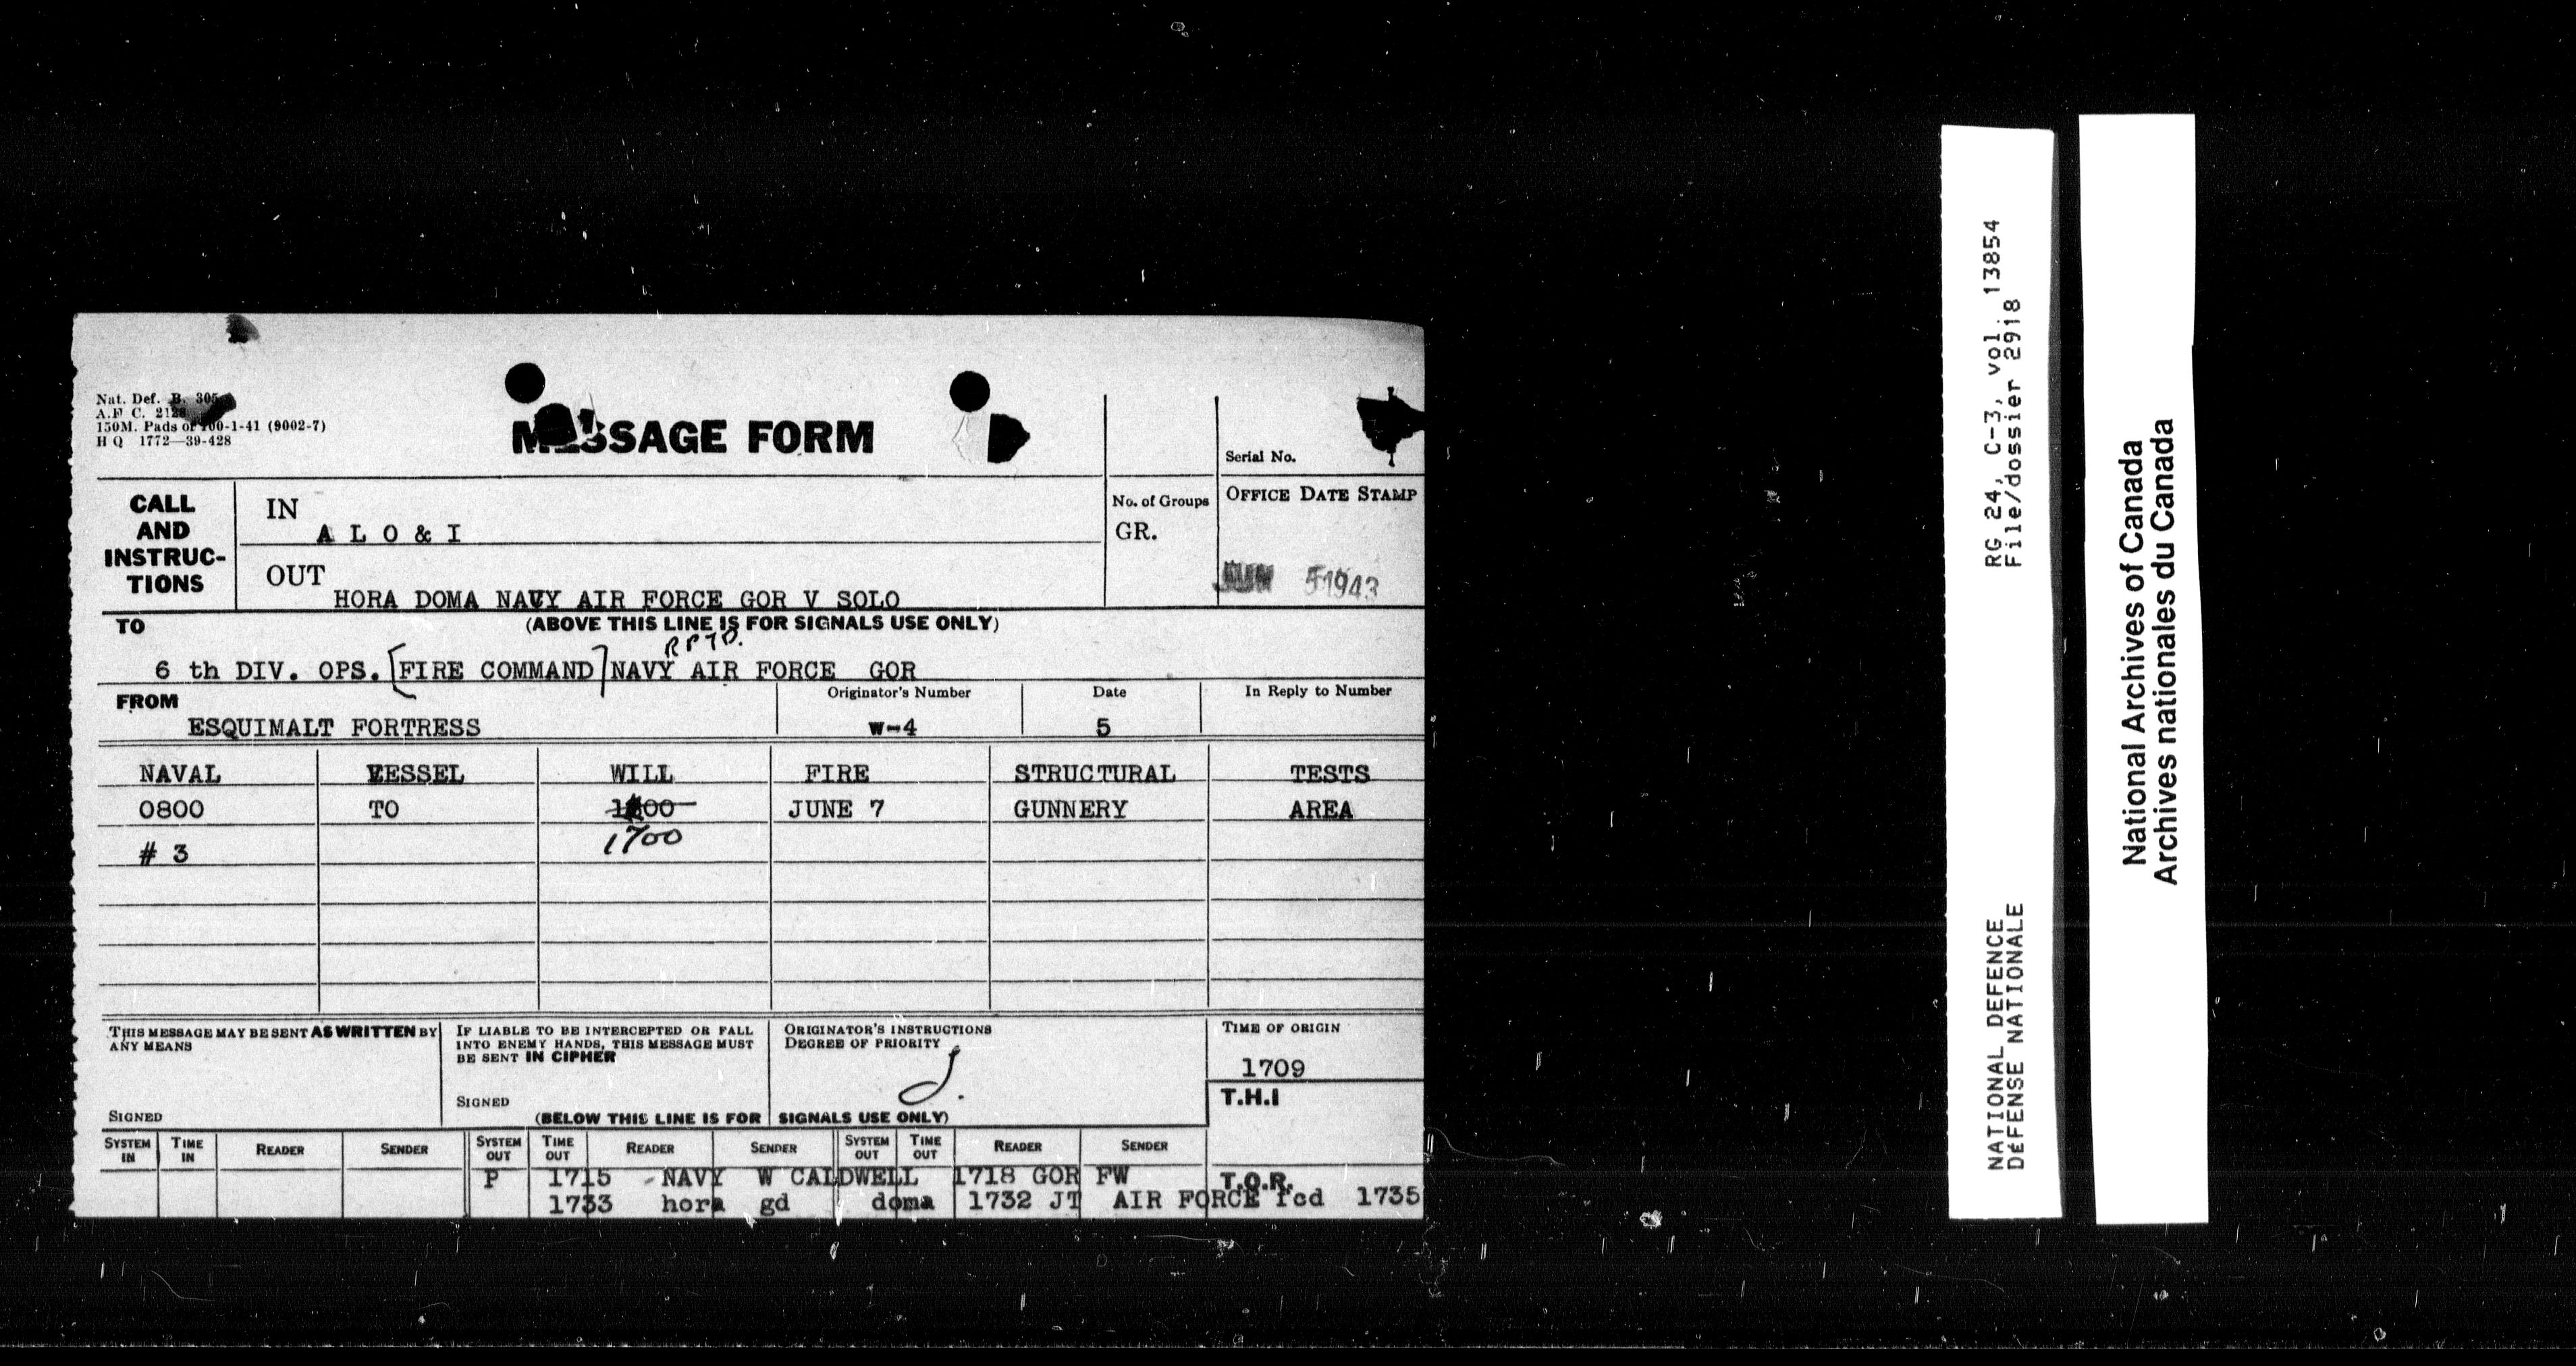 Nat. Def. B. 305
A.F C. 2128
150M. Pads of 100-1-41 (9002-7)
H Q 1772—39-428
MESSAGE FORM
Serial No.
CALL AND INSTRUC-TIONS
IN
A L O & I
No. of Groups
GR.
OFFICE DATE STAMP
JUN 5 1943
OUT
HORA DOMA NAVY AIR FORCE GOR V SOLO
TO
(ABOVE THIS LINE IS FOR SIGNALS USE ONLY)
RPTD.
6 th DIV. OPS. [FIRE COMMAND] NAVY AIR FORCE GOR
FROM
ESQUIMALT FORTRESS
Originator's Number
W-4
Date
5
In Reply to Number
NAVAL VESSEL WILL FIRE STRUCTURAL TESTS
0800 TO JUNE 7 GUNNERY AREA
1700
# 3
THIS MESSAGE MAY BE SENT AS WRITTEN BY
ANY MEANS
SIGNED
IF LIABLE TO BE INTERCEPTED OR FALL
INTO ENEMY HANDS, THIS MESSAGE MUST
BE SENT IN CIPHER
SIGNED
ORIGINATOR'S INSTRUCTIONS
DEGREE OF PRIORITY
TIME OF ORIGIN
1709
T.H.I
(BELOW THIS LINE IS FOR SIGNALS USE ONLY)
SYSTEM IN TIME IN READER SENDER SYSTEM OUT TIME OUT READER SENDER SYSTEM OUT TIME OUT READER SENDER
T.O.R.
P 1715 - NAVY W CALDWELL 1718 GOR FW
1733 hora gd doma 1732 JT AIR FORCE rcd 1735
RG 24, C-3, vol. 13854
File/dossier 2918
NATIONAL DEFENCE
DéFENSE NATIONALE
National Archives of Canada
Archives nationales du Canada